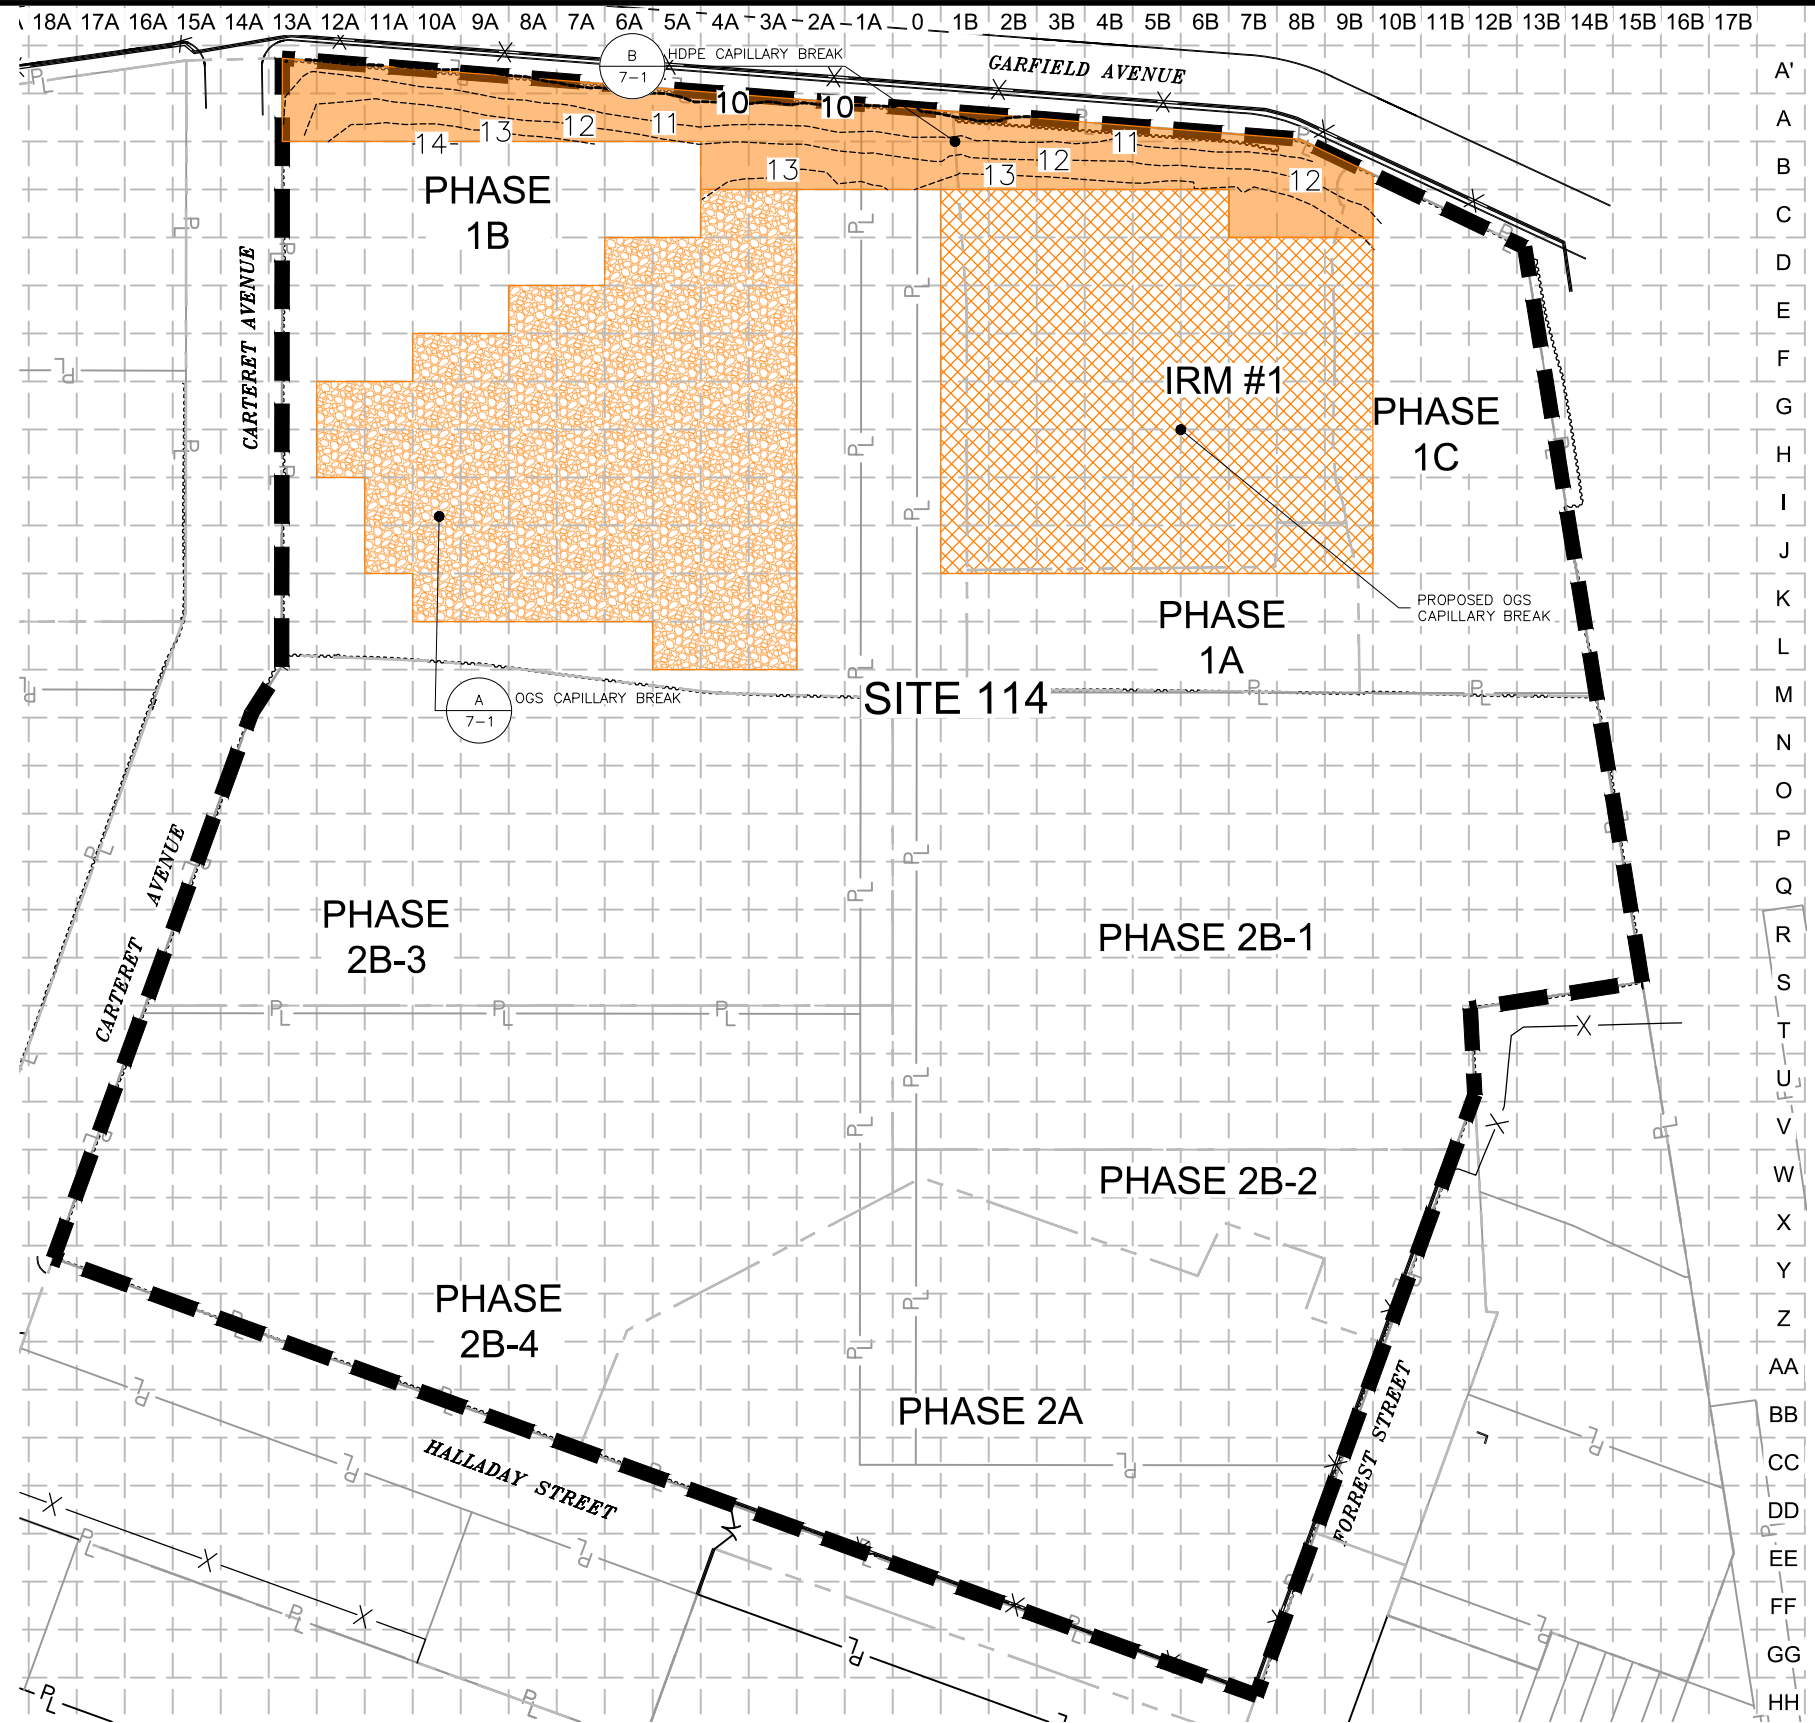 18A 17A 16A 15A 14A 13A 12A 11A 10A 9A 8A 7A 6A 5A 4A 3A 2A 1A 0 1B 2B 3B 4B 5B 6B 7B 8B 9B 10B 11B 12B 13B 14B 15B 16B 17B
A'
A
B
C
D
E
F
G
H
I
J
K
L
M
N
O
P
Q
R
S
T
U
V
W
X
Y
Z
AA
BB
CC
DD
EE
FF
GG
HH
B
7-1
HDPE CAPILLARY BREAK
GARFIELD AVENUE
10 10
14 13 12 11
13 13 12 11
12
PHASE
1B
CARTERET AVENUE
IRM #1
PHASE
1C
PROPOSED OGS
CAPILLARY BREAK
PHASE
1A
SITE 114
A
7-1
OGS CAPILLARY BREAK
CARTERET AVENUE
PHASE
2B-3
PHASE 2B-1
PHASE 2B-2
PHASE
2B-4
PHASE 2A
HALLADAY STREET
FORREST STREET